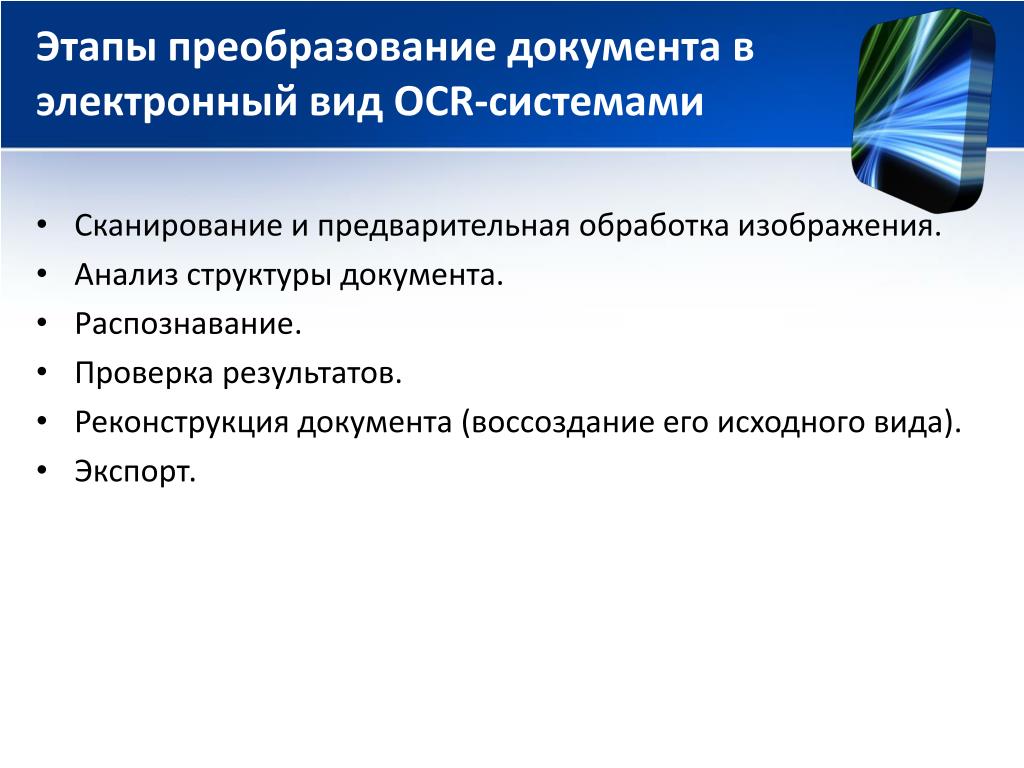 Этапы преобразование документа в
электронный вид OCR-системами
• Сканирование и предварительная обработка изображения.
• Анализ структуры документа.
• Распознавание.
• Проверка результатов.
• Реконструкция документа (воссоздание его исходного вида).
• Экспорт.